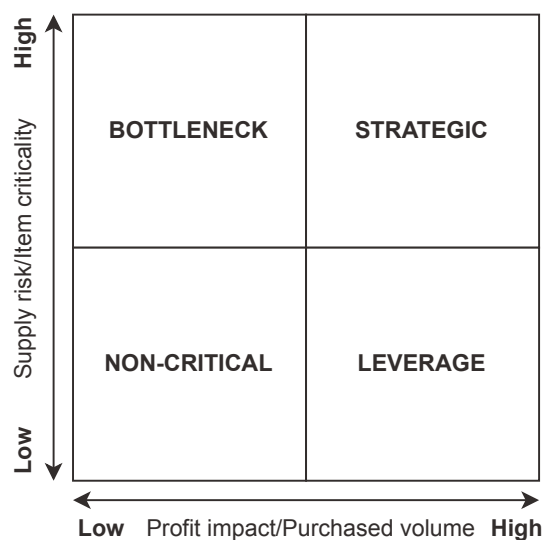 High
BOTTLENECK
STRATEGIC
Supply risk/Item criticality
NON-CRITICAL
LEVERAGE
Low
Low Profit impact/Purchased volume High